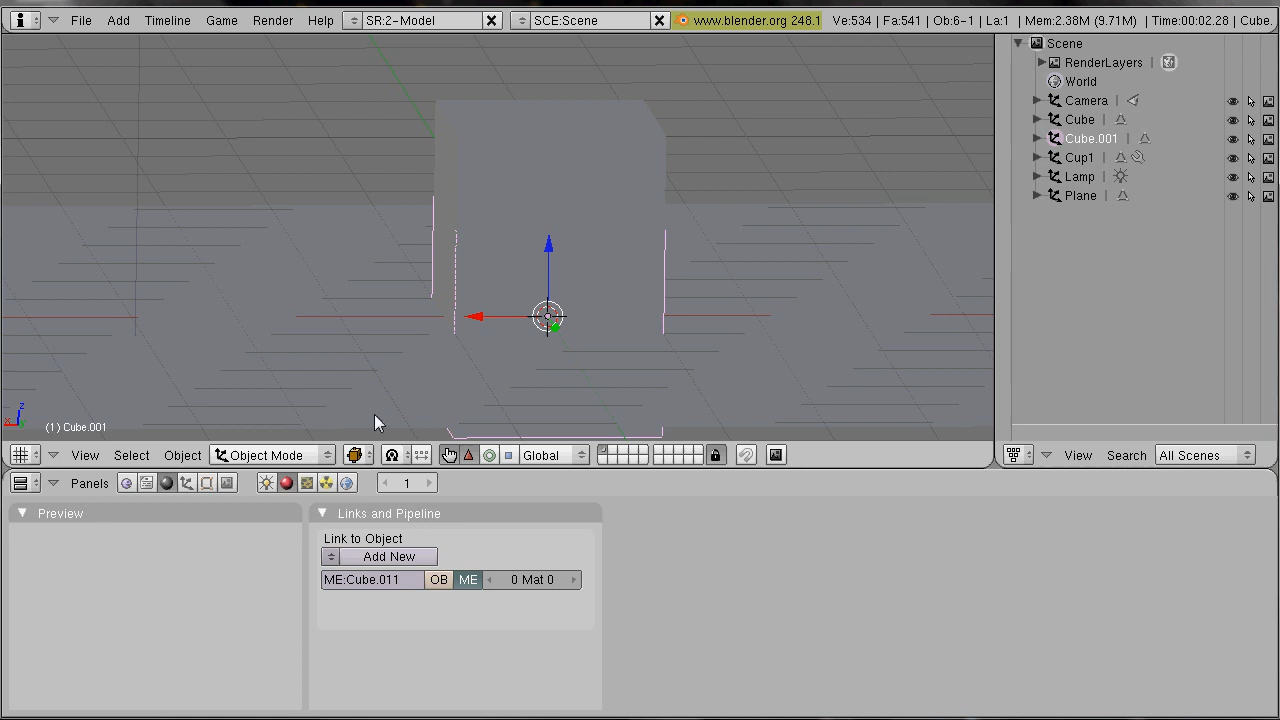 File Add Timeline Game Render Help SR:2-Model SCE:Scene www.blender.org 248.1 Ve:534 | Fa:541 | Ob:6-1 | La:1 | Mem:2.38M (9.71M) | Time:00:02.28 | Cube.
Scene
RenderLayers
World
Camera
Cube
Cube.001
Cup1
Lamp
Plane
z
x
(1) Cube.001
View Select Object Object Mode Global
View Search All Scenes
Panels 1
Preview
Links and Pipeline
Link to Object
Add New
ME:Cube.011 OB ME 0 Mat 0